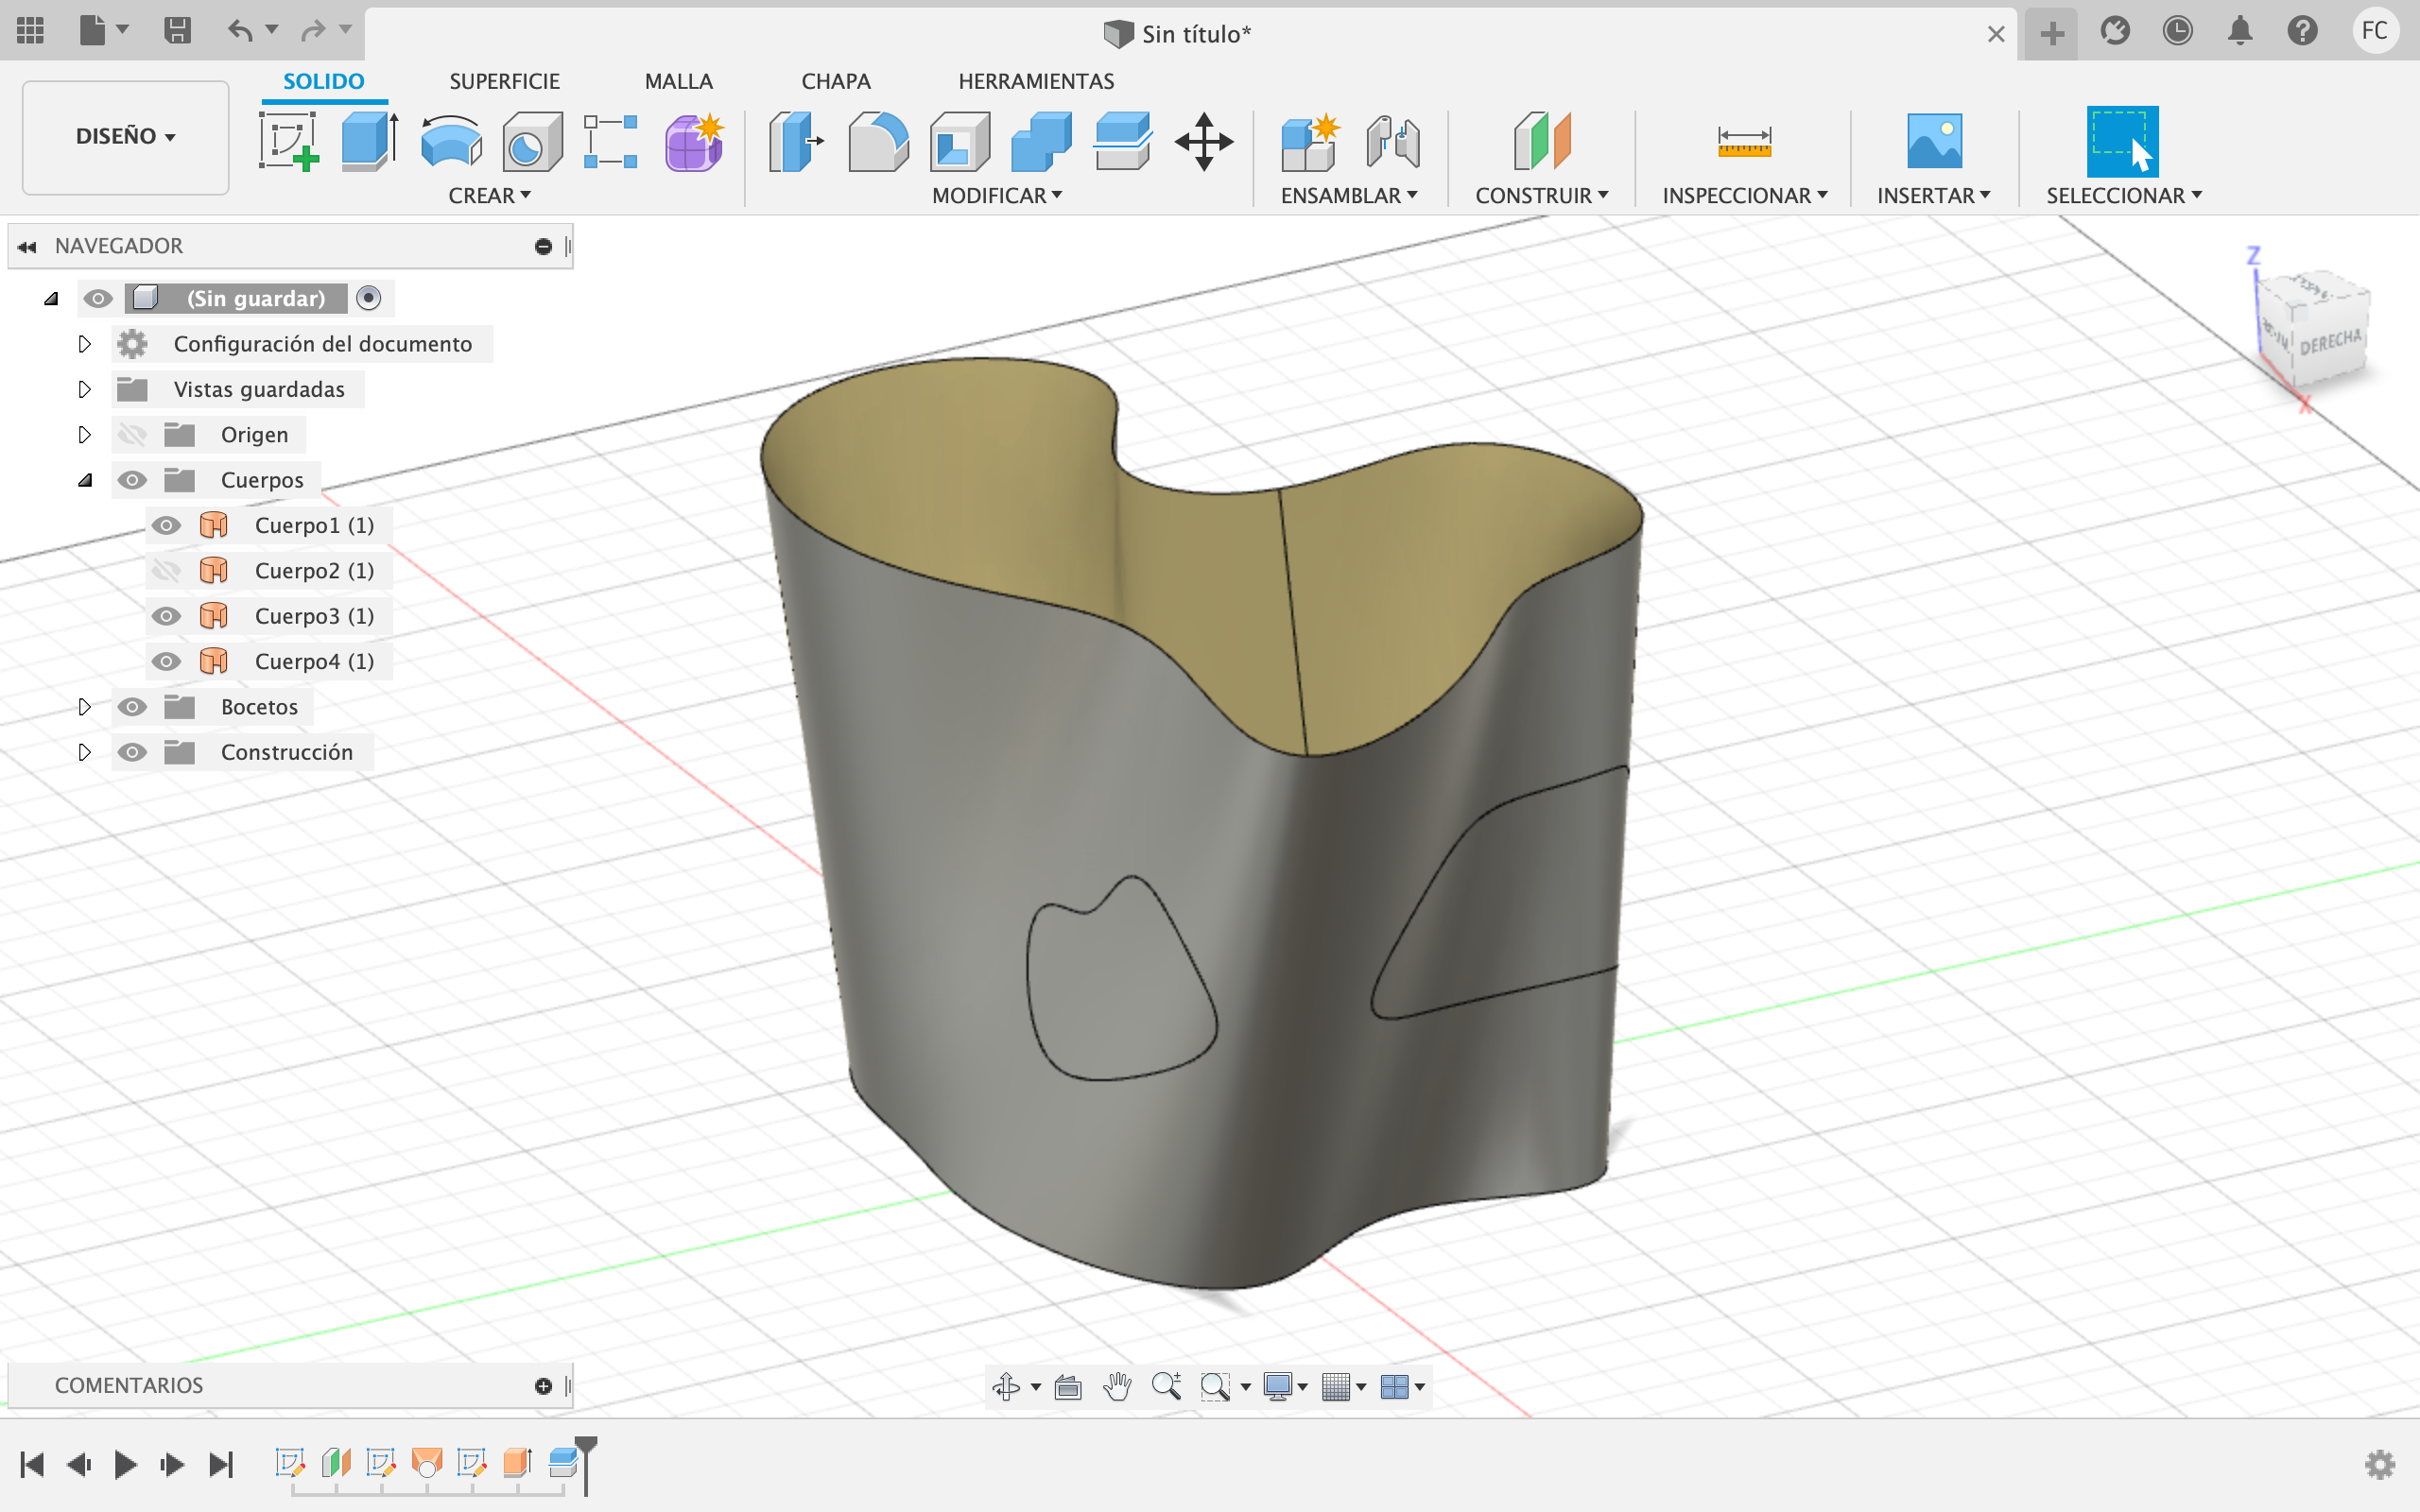 Sin título*
FC
SOLIDO SUPERFICIE MALLA CHAPA HERRAMIENTAS
DISEÑO
CREAR MODIFICAR ENSAMBLAR CONSTRUIR INSPECCIONAR INSERTAR SELECCIONAR
NAVEGADOR
(Sin guardar)
Configuración del documento
Vistas guardadas
Origen
Cuerpos
Cuerpo1 (1)
Cuerpo2 (1)
Cuerpo3 (1)
Cuerpo4 (1)
Bocetos
Construcción
Z
DERECHA
X
COMENTARIOS